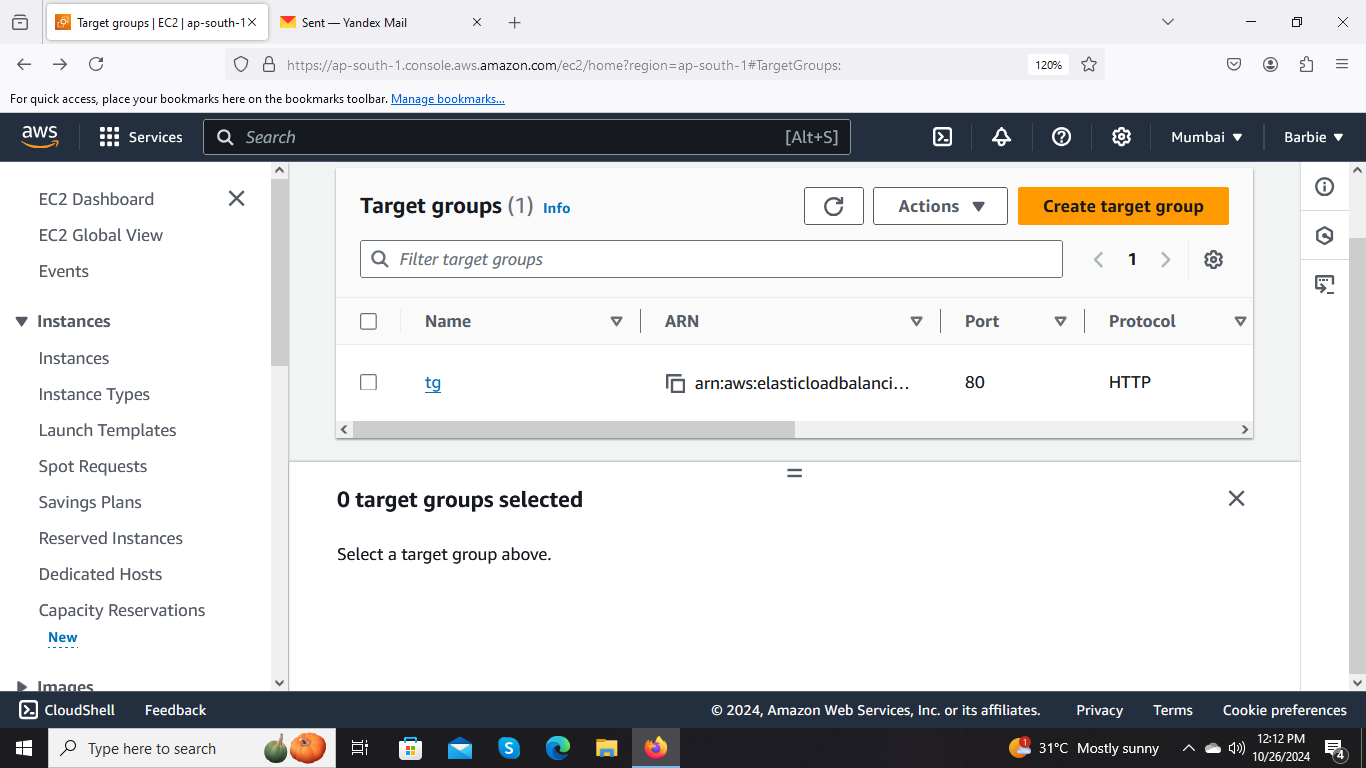 Target groups | EC2 | ap-south-1
Sent — Yandex Mail
https://ap-south-1.console.aws.amazon.com/ec2/home?region=ap-south-1#TargetGroups:
120%
For quick access, place your bookmarks here on the bookmarks toolbar. Manage bookmarks...
aws
Services
Search
[Alt+S]
Mumbai
Barbie
EC2 Dashboard
EC2 Global View
Events
Instances
Instances
Instance Types
Launch Templates
Spot Requests
Savings Plans
Reserved Instances
Dedicated Hosts
Capacity Reservations
New
Images
Target groups (1) Info
Actions
Create target group
Filter target groups
1
Name ARN Port Protocol
tg arn:aws:elasticloadbalanci... 80 HTTP
0 target groups selected
Select a target group above.
CloudShell
Feedback
© 2024, Amazon Web Services, Inc. or its affiliates.
Privacy
Terms
Cookie preferences
Type here to search
1
31°C Mostly sunny
12:12 PM
10/26/2024
4